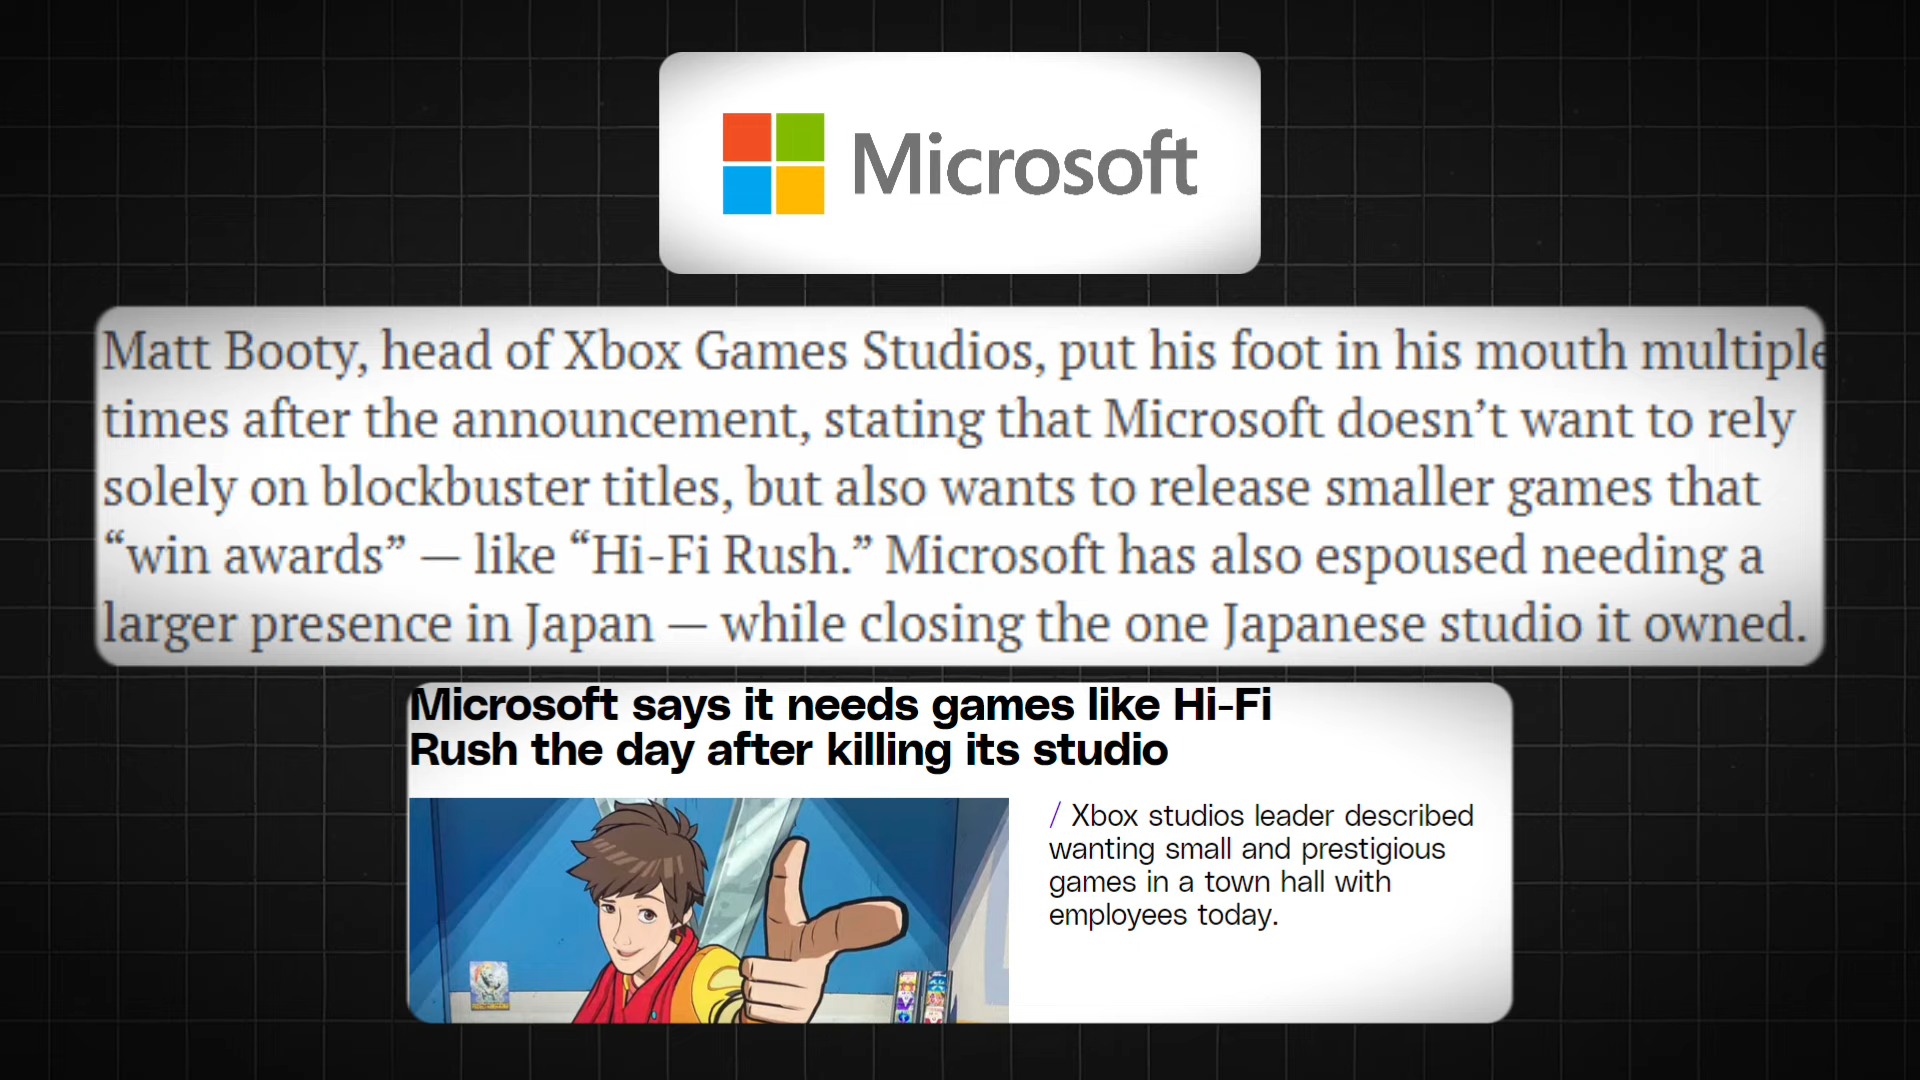 Microsoft
Matt Booty, head of Xbox Games Studios, put his foot in his mouth multiple
times after the announcement, stating that Microsoft doesn’t want to rely
solely on blockbuster titles, but also wants to release smaller games that
“win awards” — like “Hi-Fi Rush.” Microsoft has also espoused needing a
larger presence in Japan — while closing the one Japanese studio it owned.
Microsoft says it needs games like Hi-Fi
Rush the day after killing its studio
/ Xbox studios leader described
wanting small and prestigious
games in a town hall with
employees today.